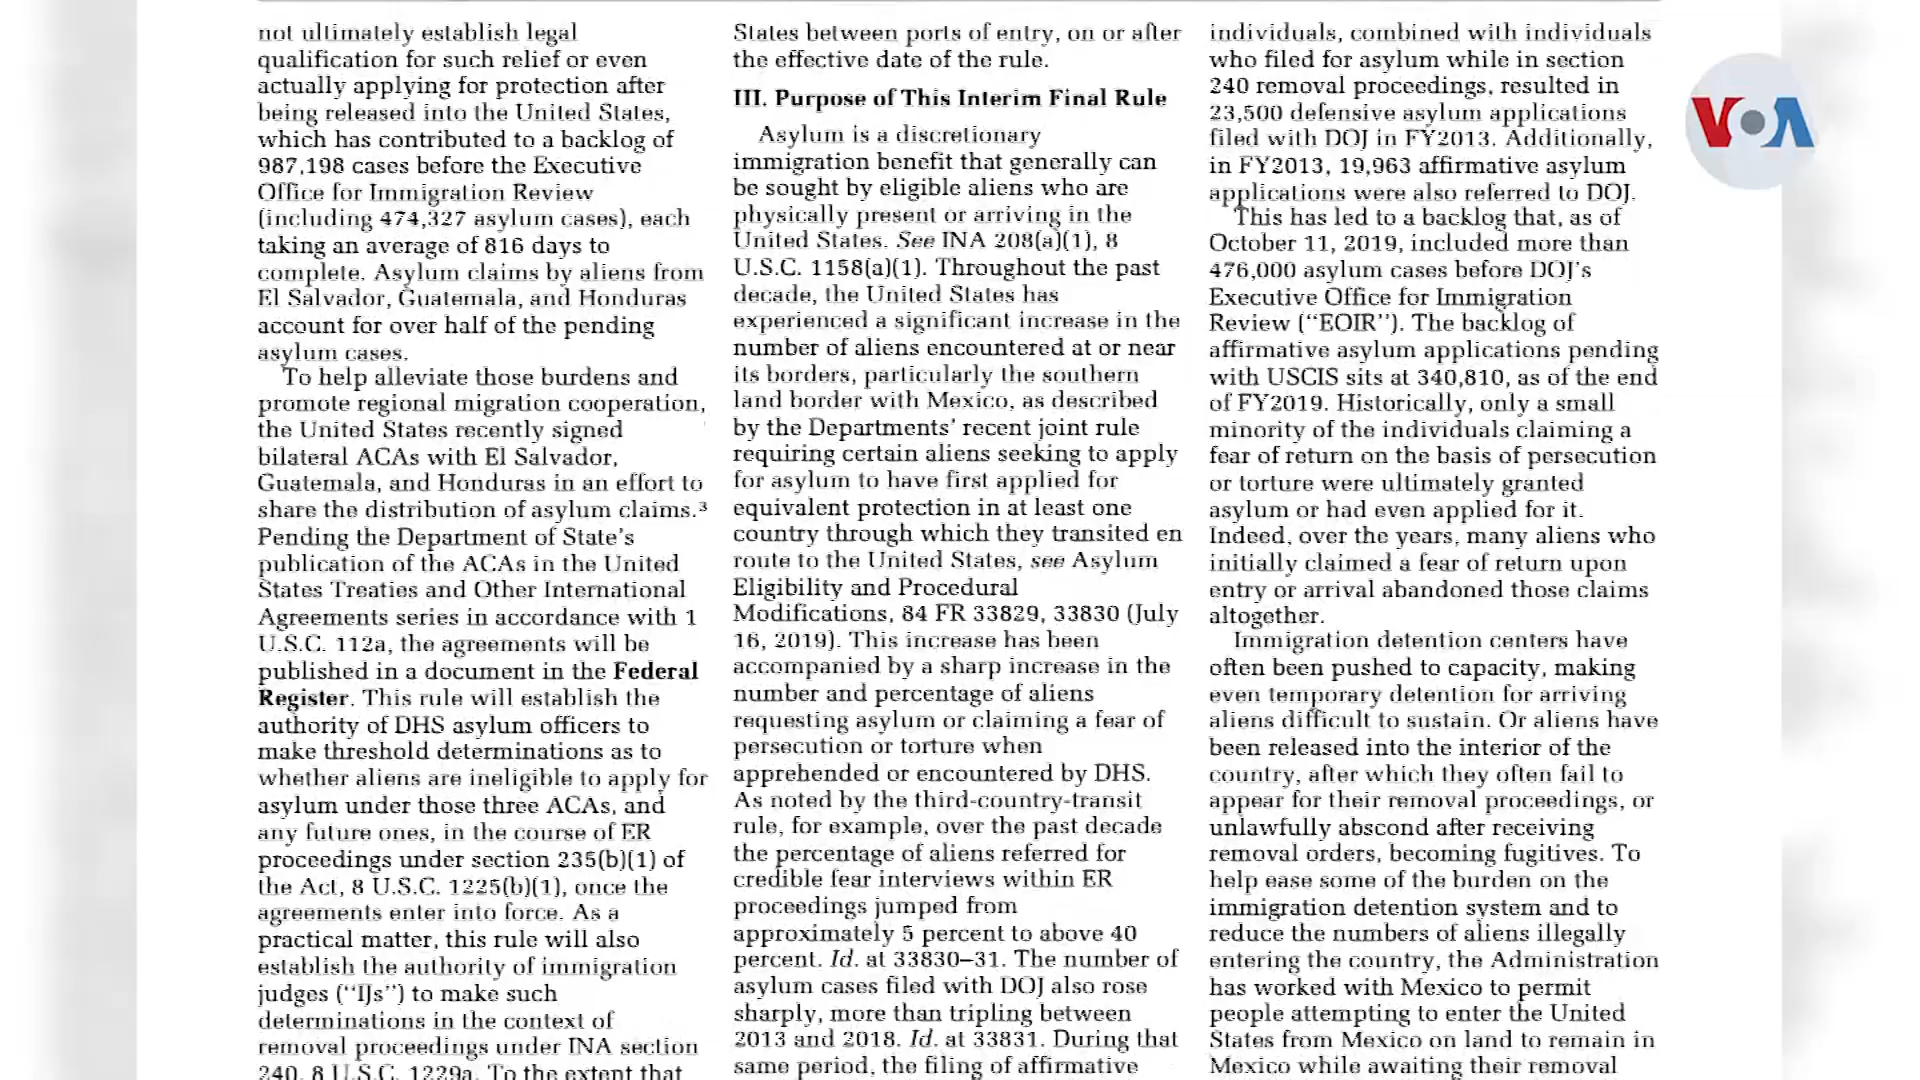 not ultimately establish legal
qualification for such relief or even
actually applying for protection after
being released into the United States,
which has contributed to a backlog of
987,198 cases before the Executive
Office for Immigration Review
(including 474,327 asylum cases), each
taking an average of 816 days to
complete. Asylum claims by aliens from
El Salvador, Guatemala, and Honduras
account for over half of the pending
asylum cases.
To help alleviate those burdens and
promote regional migration cooperation,
the United States recently signed
bilateral ACAs with El Salvador,
Guatemala, and Honduras in an effort to
share the distribution of asylum claims.³
Pending the Department of State's
publication of the ACAs in the United
States Treaties and Other International
Agreements series in accordance with 1
U.S.C. 112a, the agreements will be
published in a document in the Federal
Register. This rule will establish the
authority of DHS asylum officers to
make threshold determinations as to
whether aliens are ineligible to apply for
asylum under those three ACAs, and
any future ones, in the course of ER
proceedings under section 235(b)(1) of
the Act, 8 U.S.C. 1225(b)(1), once the
agreements enter into force. As a
practical matter, this rule will also
establish the authority of immigration
judges (“IJs”) to make such
determinations in the context of
removal proceedings under INA section
240, 8 U.S.C. 1229a. To the extent that
States between ports of entry, on or after
the effective date of the rule.
III. Purpose of This Interim Final Rule
Asylum is a discretionary
immigration benefit that generally can
be sought by eligible aliens who are
physically present or arriving in the
United States. See INA 208(a)(1), 8
U.S.C. 1158(a)(1). Throughout the past
decade, the United States has
experienced a significant increase in the
number of aliens encountered at or near
its borders, particularly the southern
land border with Mexico, as described
by the Departments’ recent joint rule
requiring certain aliens seeking to apply
for asylum to have first applied for
equivalent protection in at least one
country through which they transited en
route to the United States, see Asylum
Eligibility and Procedural
Modifications, 84 FR 33829, 33830 (July
16, 2019). This increase has been
accompanied by a sharp increase in the
number and percentage of aliens
requesting asylum or claiming a fear of
persecution or torture when
apprehended or encountered by DHS.
As noted by the third-country-transit
rule, for example, over the past decade
the percentage of aliens referred for
credible fear interviews within ER
proceedings jumped from
approximately 5 percent to above 40
percent. Id. at 33830–31. The number of
asylum cases filed with DOJ also rose
sharply, more than tripling between
2013 and 2018. Id. at 33831. During that
same period, the filing of affirmative
individuals, combined with individuals
who filed for asylum while in section
240 removal proceedings, resulted in
23,500 defensive asylum applications
filed with DOJ in FY2013. Additionally,
in FY2013, 19,963 affirmative asylum
applications were also referred to DOJ.
This has led to a backlog that, as of
October 11, 2019, included more than
476,000 asylum cases before DOJ’s
Executive Office for Immigration
Review (“EOIR”). The backlog of
affirmative asylum applications pending
with USCIS sits at 340,810, as of the end
of FY2019. Historically, only a small
minority of the individuals claiming a
fear of return on the basis of persecution
or torture were ultimately granted
asylum or had even applied for it.
Indeed, over the years, many aliens who
initially claimed a fear of return upon
entry or arrival abandoned those claims
altogether.
Immigration detention centers have
often been pushed to capacity, making
even temporary detention for arriving
aliens difficult to sustain. Or aliens have
been released into the interior of the
country, after which they often fail to
appear for their removal proceedings, or
unlawfully abscond after receiving
removal orders, becoming fugitives. To
help ease some of the burden on the
immigration detention system and to
reduce the numbers of aliens illegally
entering the country, the Administration
has worked with Mexico to permit
people attempting to enter the United
States from Mexico on land to remain in
Mexico while awaiting their removal
VOA